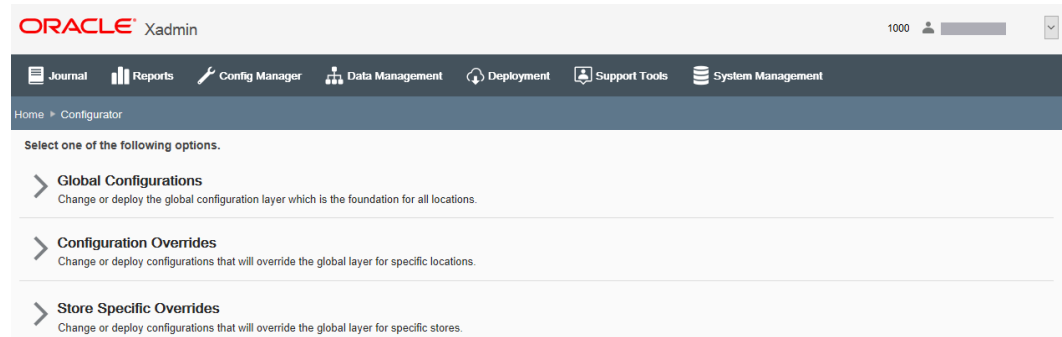 ORACLE Xadmin
1000
Journal Reports Config Manager Data Management Deployment Support Tools System Management
Home Configurator
Select one of the following options.
Global Configurations
Change or deploy the global configuration layer which is the foundation for all locations.
Configuration Overrides
Change or deploy configurations that will override the global layer for specific locations.
Store Specific Overrides
Change or deploy configurations that will override the global layer for specific stores.